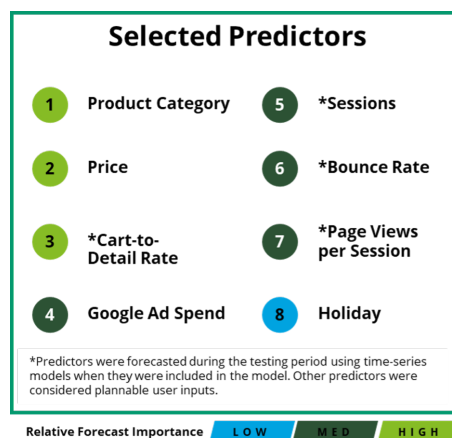 Selected Predictors
1 Product Category
2 Price
3 *Cart-to-
Detail Rate
4 Google Ad Spend
5 *Sessions
6 *Bounce Rate
7 *Page Views
per Session
8 Holiday
*Predictors were forecasted during the testing period using time-series
models when they were included in the model. Other predictors were
considered plannable user inputs.
Relative Forecast Importance LOW MED HIGH